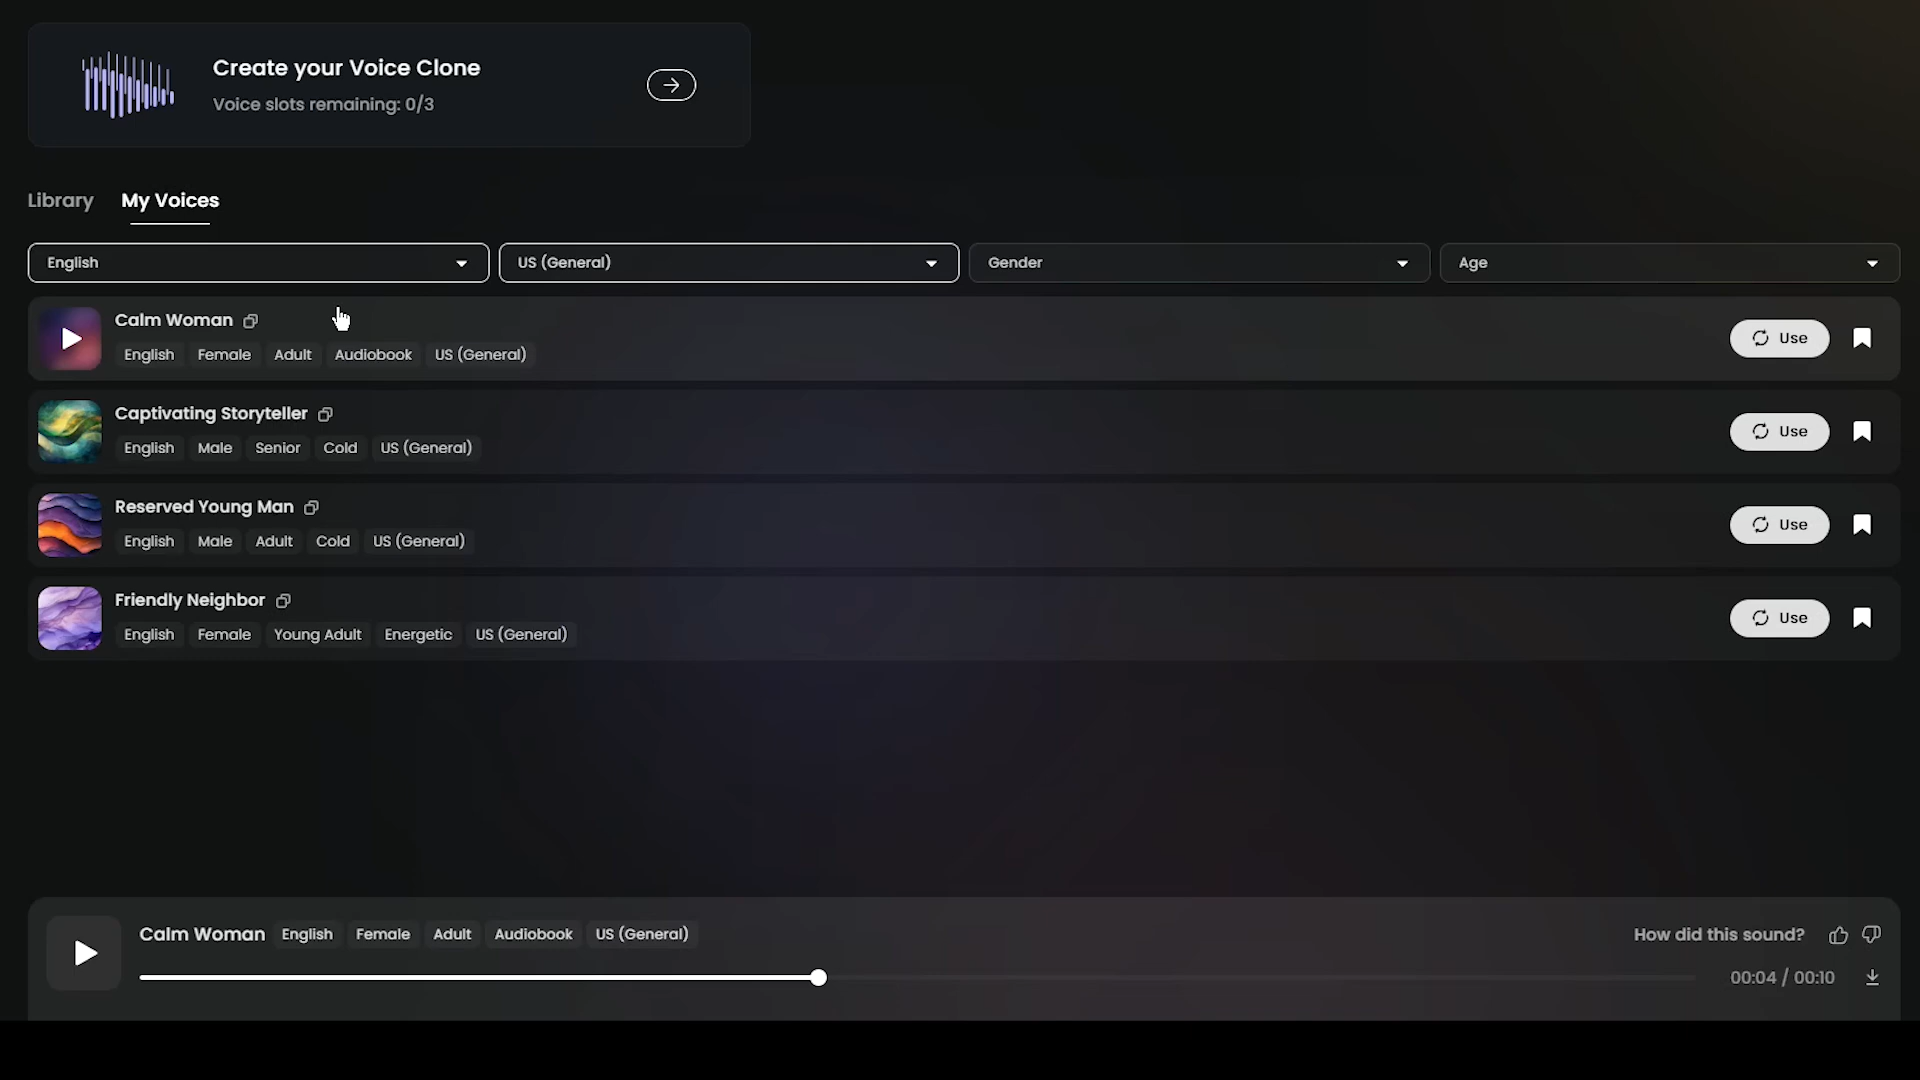 Create your Voice Clone
Voice slots remaining: 0/3
Library My Voices
English US (General) Gender Age
Calm Woman
English Female Adult Audiobook US (General)
Use
Captivating Storyteller
English Male Senior Cold US (General)
Use
Reserved Young Man
English Male Adult Cold US (General)
Use
Friendly Neighbor
English Female Young Adult Energetic US (General)
Use
Calm Woman English Female Adult Audiobook US (General) How did this sound?
00:04 / 00:10